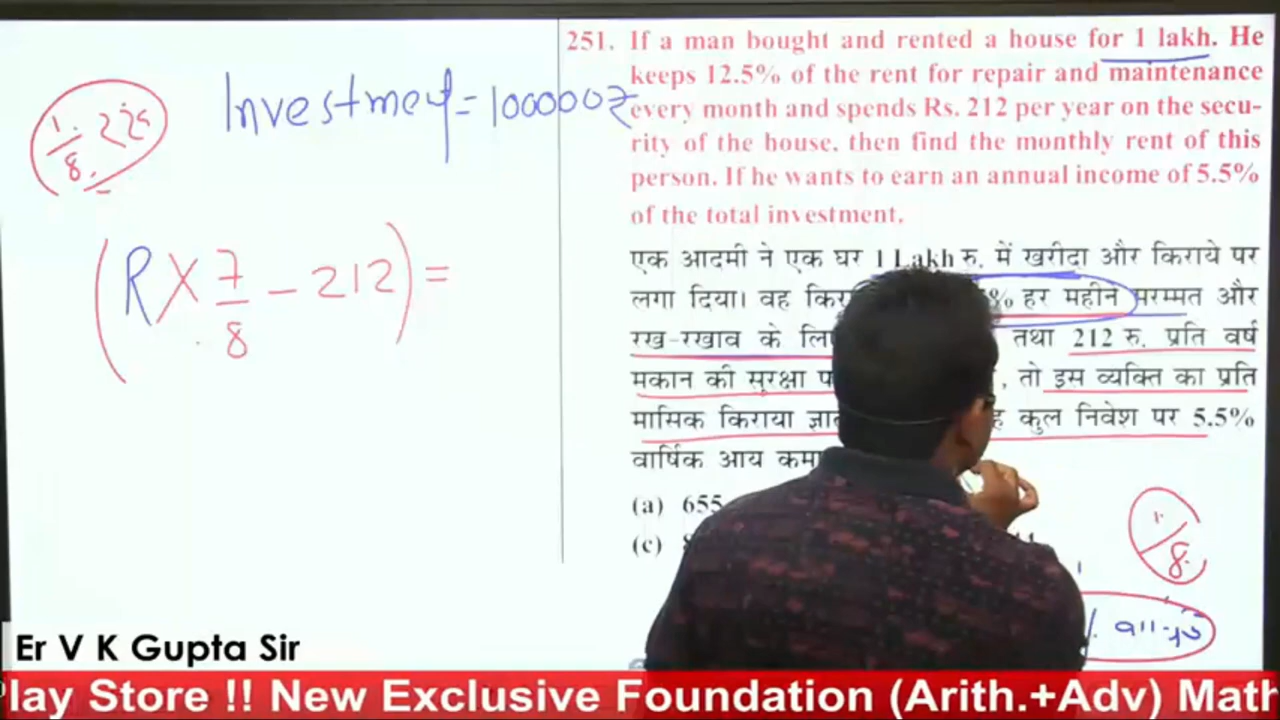 1/8 
Investment = 100000₹
(R X 7/8 - 212) =
251. If a man bought and rented a house for 1 lakh. He
keeps 12.5% of the rent for repair and maintenance
every month and spends Rs. 212 per year on the secu-
rity of the house, then find the monthly rent of this
person. If he wants to earn an annual income of 5.5%
of the total investment.
एक आदमी ने एक घर 1 Lakh रु. में खरीदा और किराये पर
लगा दिया। वह % हर महीने मरम्मत और
रख-रखाव के तथा 212 रु. प्रति वर्ष
मकान की सुरक्षा , तो इस व्यक्ति का प्रति
मासिक किराया कुल निवेश पर 5.5%
वार्षिक आय
(a) 655
(c)
1/8
Er V K Gupta Sir
lay Store !! New Exclusive Foundation (Arith.+Adv) Math